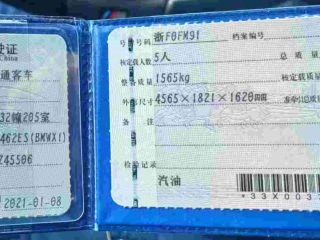 驶证
China
通客车
32幢205室
462ES(BMWX1)
Z45506
2021-01-08
号牌号码 浙F0FM91 档案编号
核定载人数 5人 总质量
整备质量 1565kg 核定载质量
外廓尺寸 4565×1821×1620 准牵引总质量
备注
检验记录
汽油
*33X003